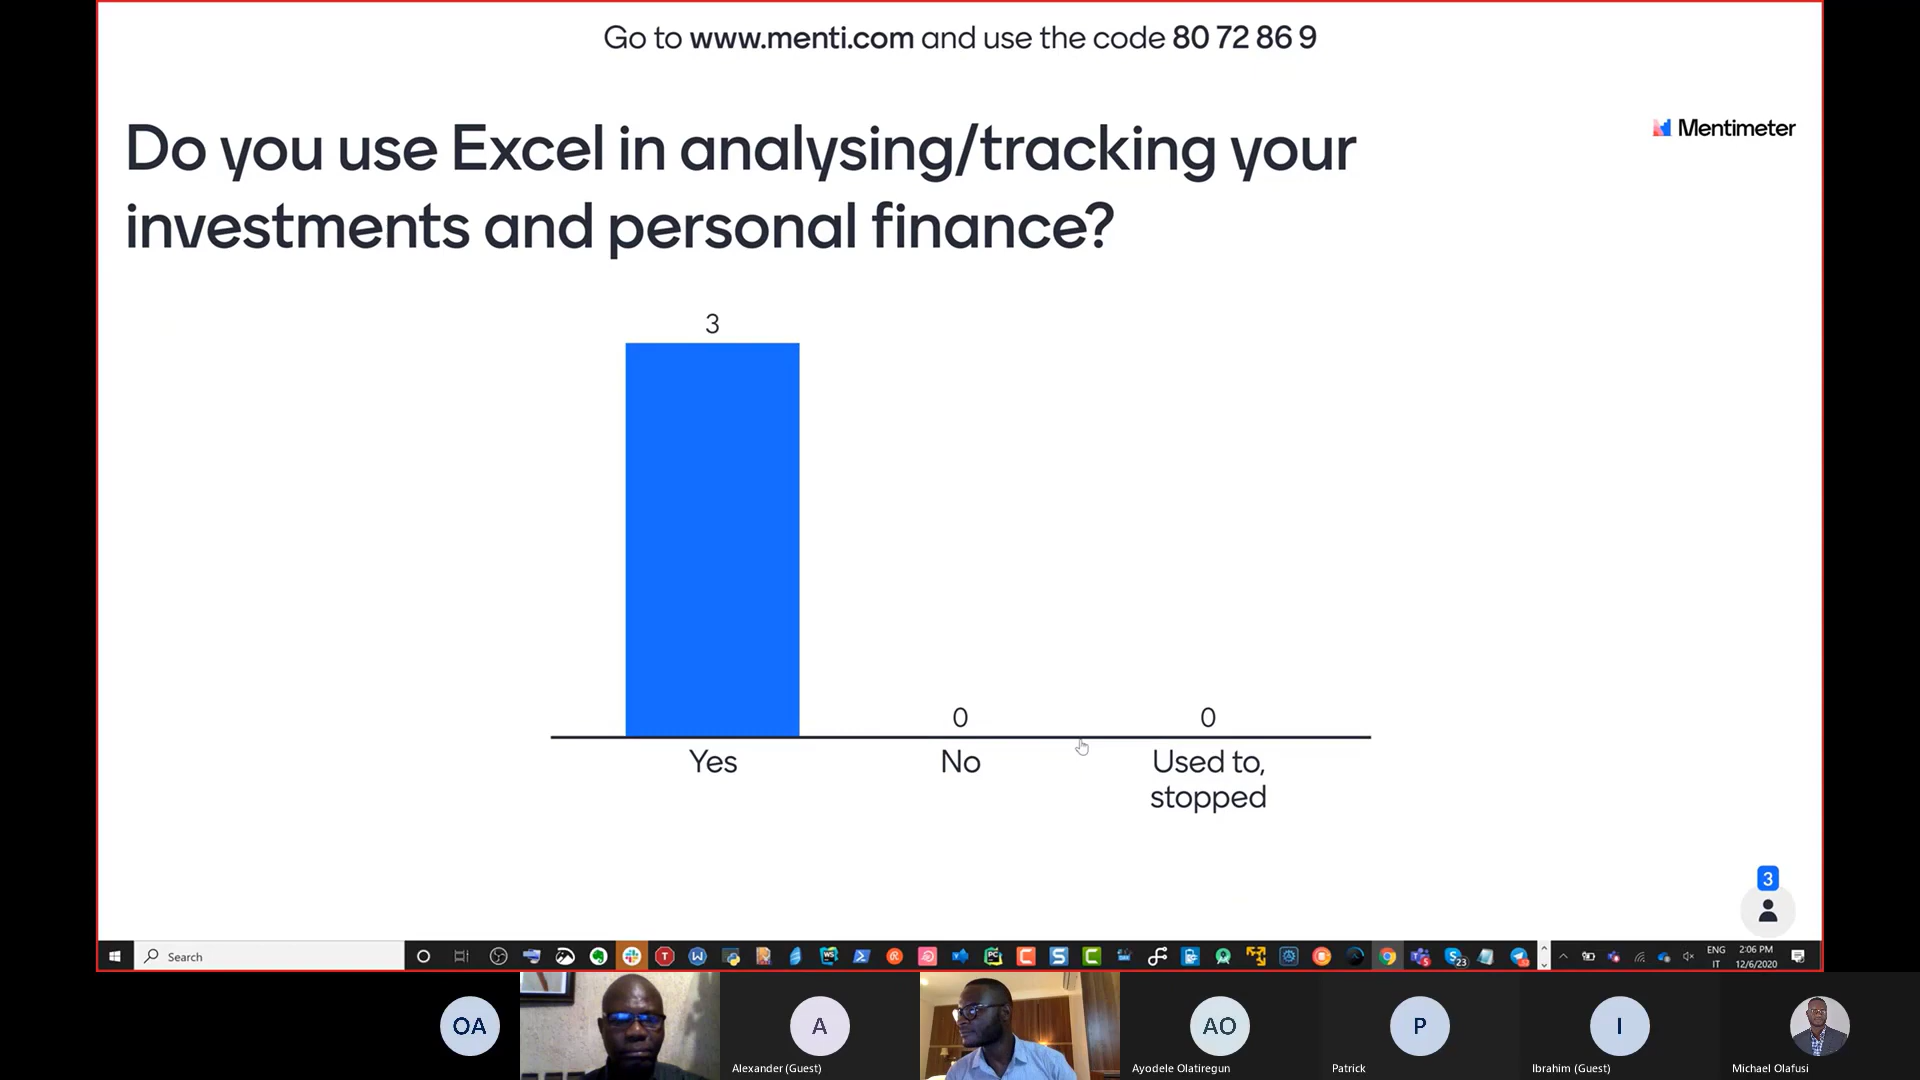 Go to www.menti.com and use the code 80 72 86 9
Mentimeter
Do you use Excel in analysing/tracking your
investments and personal finance?
3
0
0
Yes
No
Used to,
stopped
3
Search
23
ENG
IT
2:06 PM
12/6/2020
OA
A
Alexander (Guest)
AO
Ayodele Olatiregun
P
Patrick
I
Ibrahim (Guest)
Michael Olafusi